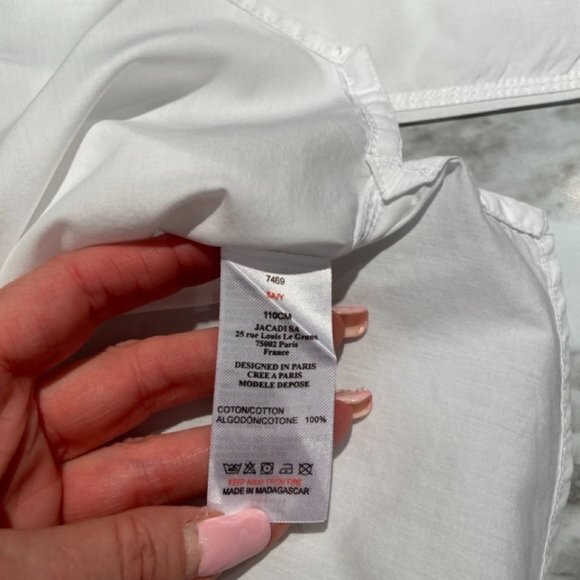 7469
5A/Y
110CM
JACADI SA
25 rue Louis Le Grand
75002 Paris
France
DESIGNED IN PARIS
CREE A PARIS
MODELE DEPOSE
COTON/COTTON
ALGODÓN/COTONE 100%
KEEP AWAY FROM FIRE
MADE IN MADAGASCAR